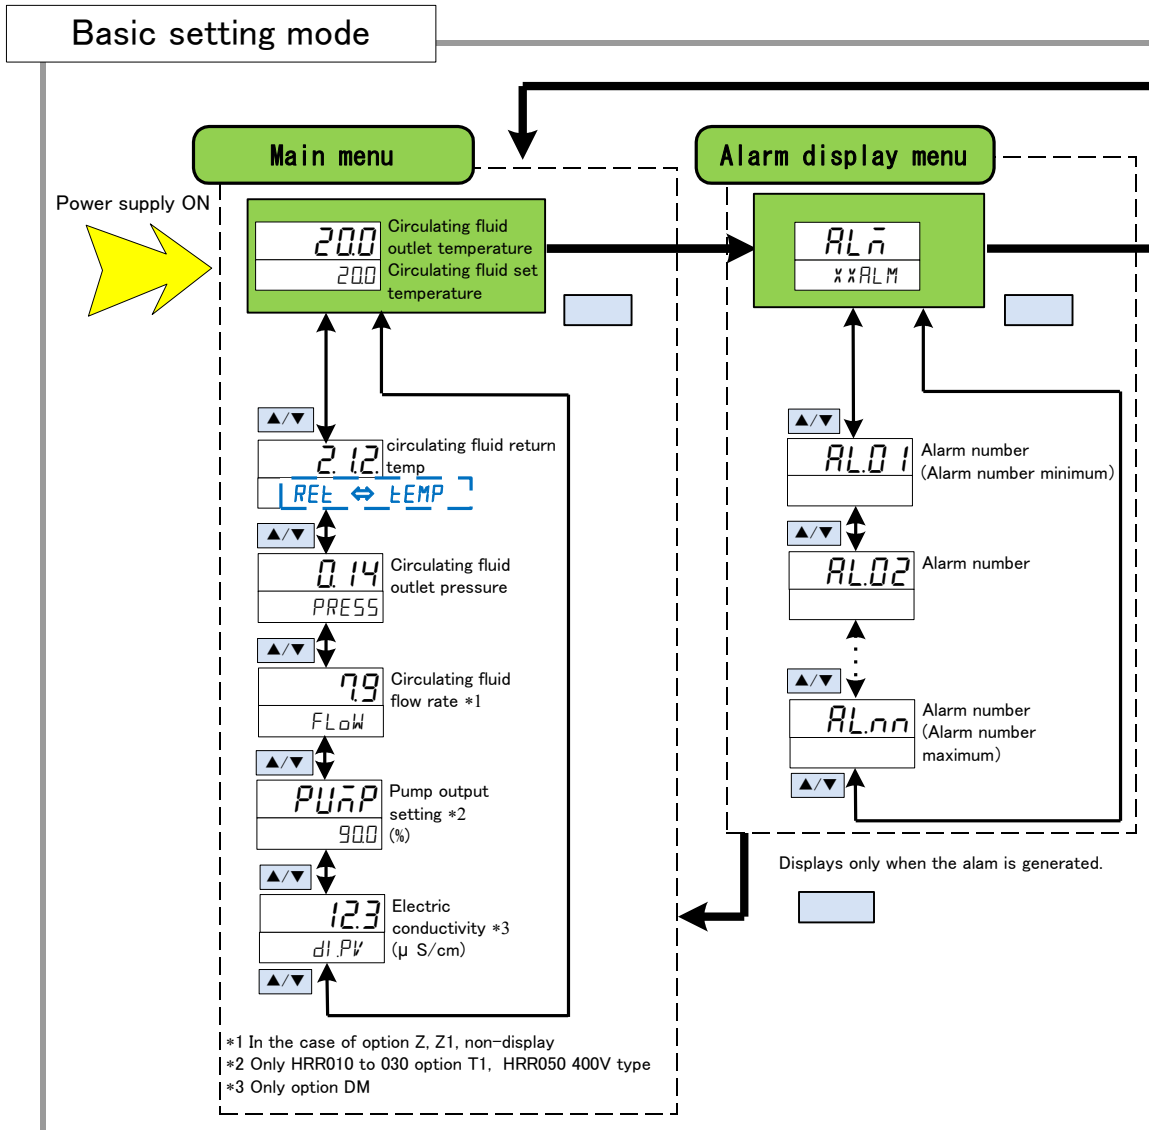 Basic setting mode
Main menu
Power supply ON
20.0
Circulating fluid
outlet temperature
20.0
Circulating fluid set
temperature
▲/▼
2.1.2.
circulating fluid return
temp
REt ⇔ tEMP
▲/▼
0.14
Circulating fluid
outlet pressure
PRESS
▲/▼
7.9
Circulating fluid
flow rate *1
FLoW
▲/▼
PUMP
Pump output
setting *2
90.0
(%)
▲/▼
12.3
Electric
conductivity *3
dI.PV
(μ S/cm)
▲/▼
*1 In the case of option Z, Z1, non-display
*2 Only HRR010 to 030 option T1, HRR050 400V type
*3 Only option DM
Alarm display menu
ALM
××ALM
▲/▼
AL.01
Alarm number
(Alarm number minimum)
▲/▼
AL.02
Alarm number
▲/▼
AL.nn
Alarm number
(Alarm number
maximum)
▲/▼
Displays only when the alam is generated.